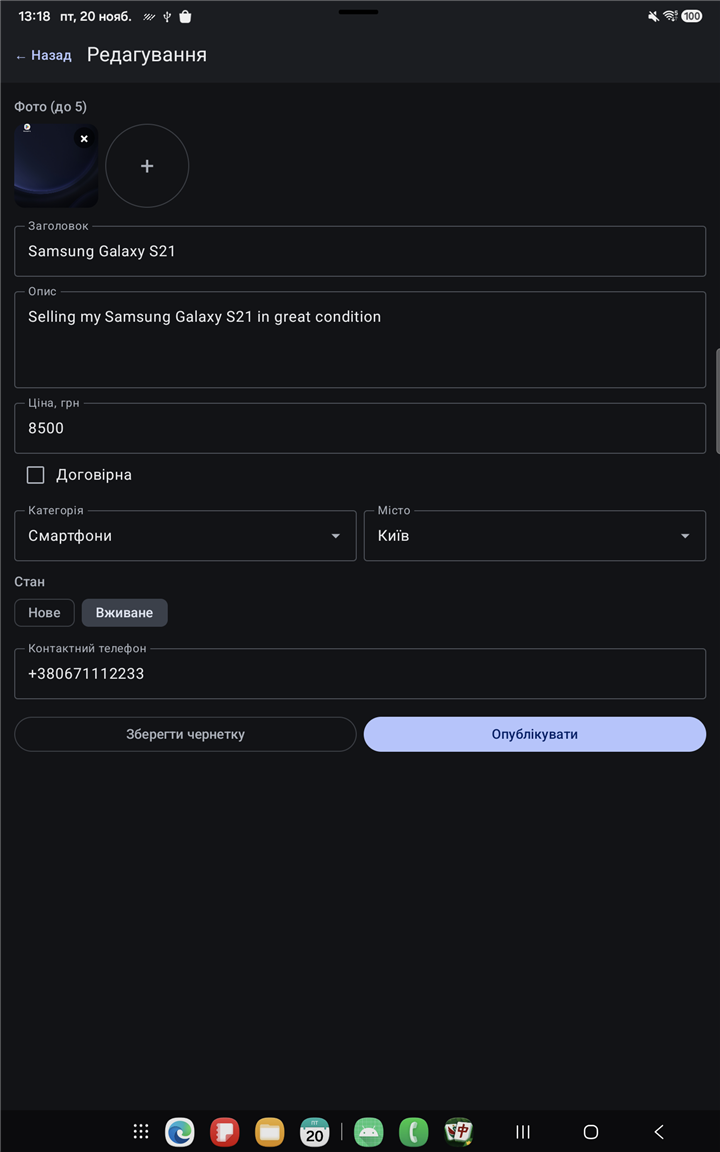 13:18 пт, 20 нояб. 100
← Назад Редагування
Фото (до 5)
Заголовок
Samsung Galaxy S21
Опис
Selling my Samsung Galaxy S21 in great condition
Ціна, грн
8500
Договірна
Категорія
Смартфони
Місто
Київ
Стан
Нове Вживане
Контактний телефон
+380671112233
Зберегти чернетку Опублікувати
ПТ
20
中